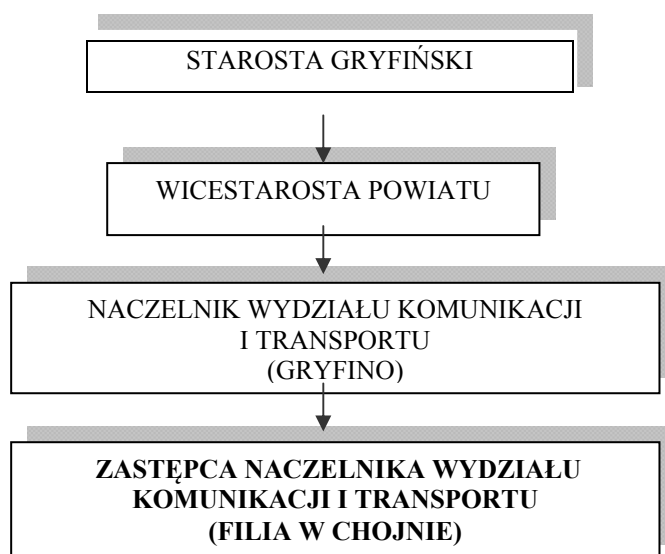 STAROSTA GRYFIŃSKI
WICESTAROSTA POWIATU
NACZELNIK WYDZIAŁU KOMUNIKACJI
I TRANSPORTU
(GRYFINO)
ZASTĘPCA NACZELNIKA WYDZIAŁU
KOMUNIKACJI I TRANSPORTU
(FILIA W CHOJNIE)